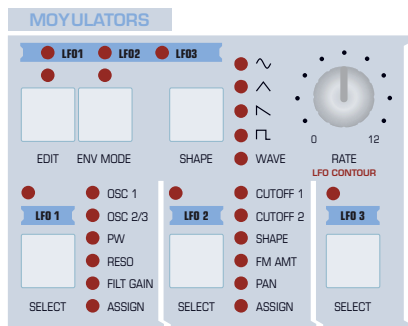 MOYULATORS
LFO1 LFO2 LFO3
EDIT ENV MODE SHAPE WAVE
0 12
RATE
LFO CONTOUR
LFO 1
OSC 1
OSC 2/3
PW
RESO
FILT GAIN
ASSIGN
SELECT
LFO 2
CUTOFF 1
CUTOFF 2
SHAPE
FM AMT
PAN
ASSIGN
SELECT
LFO 3
SELECT